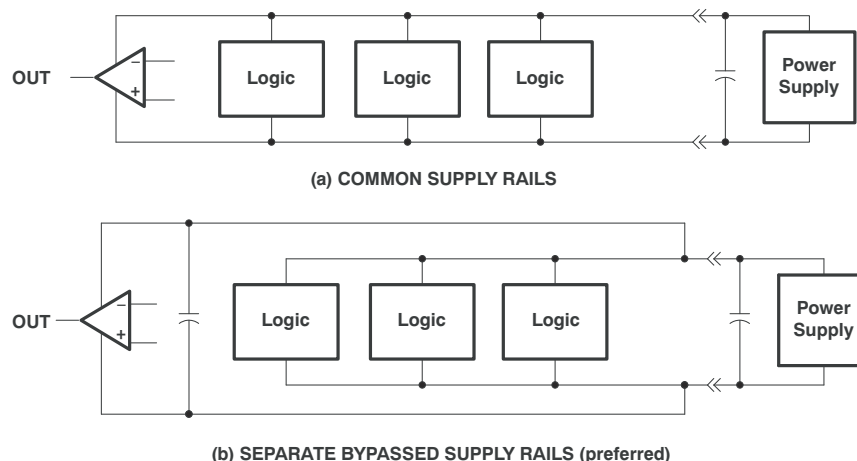 OUT
−
+
Logic
Logic
Logic
Power
Supply
(a) COMMON SUPPLY RAILS
OUT
−
+
Logic
Logic
Logic
Power
Supply
(b) SEPARATE BYPASSED SUPPLY RAILS (preferred)